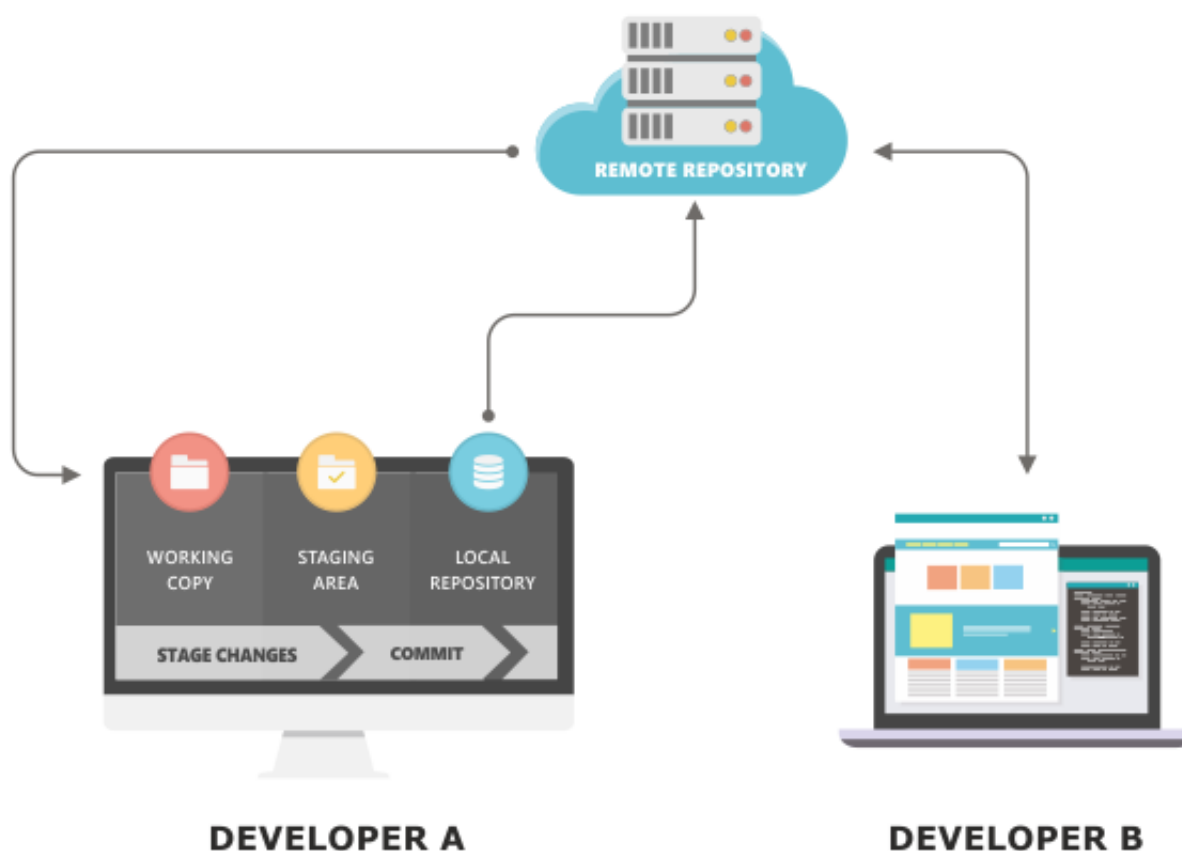 REMOTE REPOSITORY
WORKING
COPY
STAGING
AREA
LOCAL
REPOSITORY
STAGE CHANGES
COMMIT
DEVELOPER A
DEVELOPER B